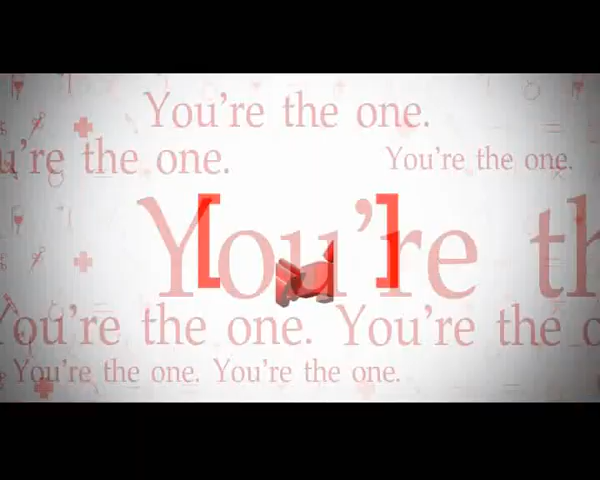 You're the one.
u're the one. You're the one.
[ ]
You're th
You're the one. You're the o
You're the one. You're the one.